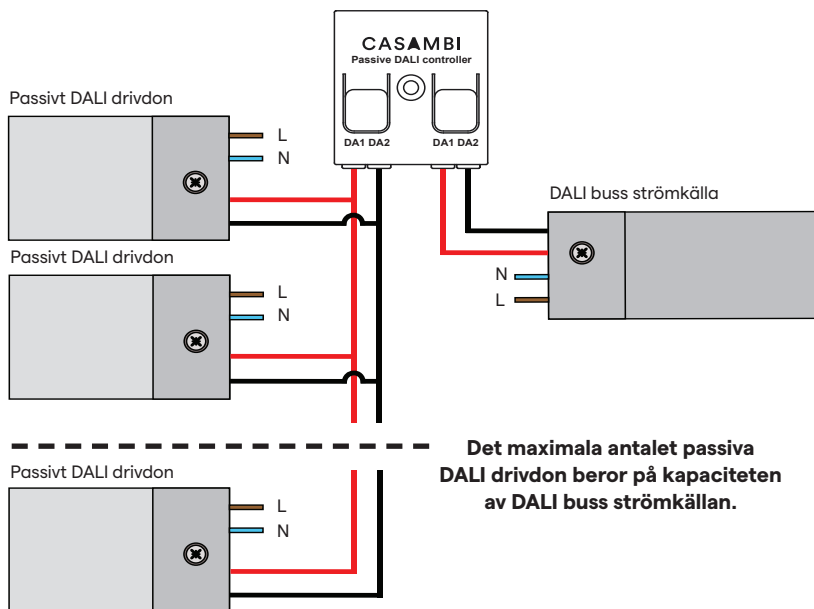 CASAMBI
Passive DALI controller
DA1 DA2
DA1 DA2
Passivt DALI drivdon
L
N
DALI buss strömkälla
N
L
Passivt DALI drivdon
L
N
Det maximala antalet passiva
DALI drivdon beror på kapaciteten
av DALI buss strömkällan.
Passivt DALI drivdon
L
N